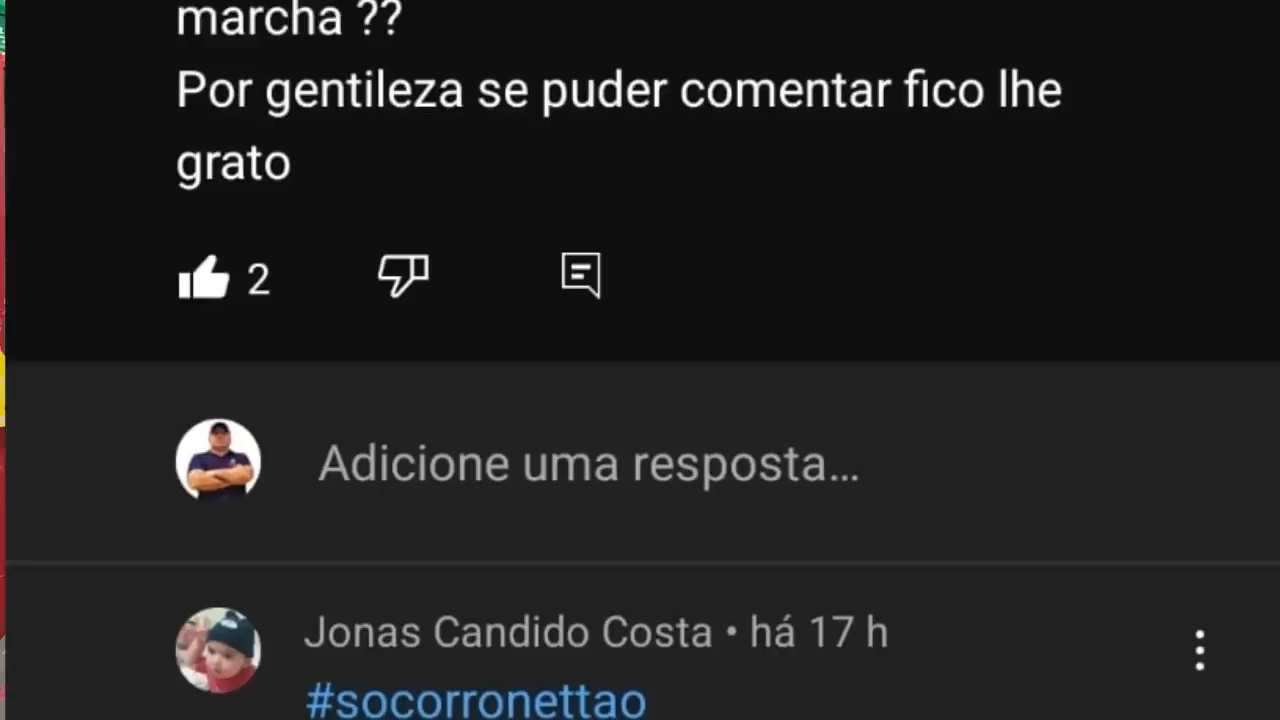 marcha ??
Por gentileza se puder comentar fico lhe
grato
2
Adicione uma resposta...
Jonas Candido Costa • há 17 h
#socorronettao